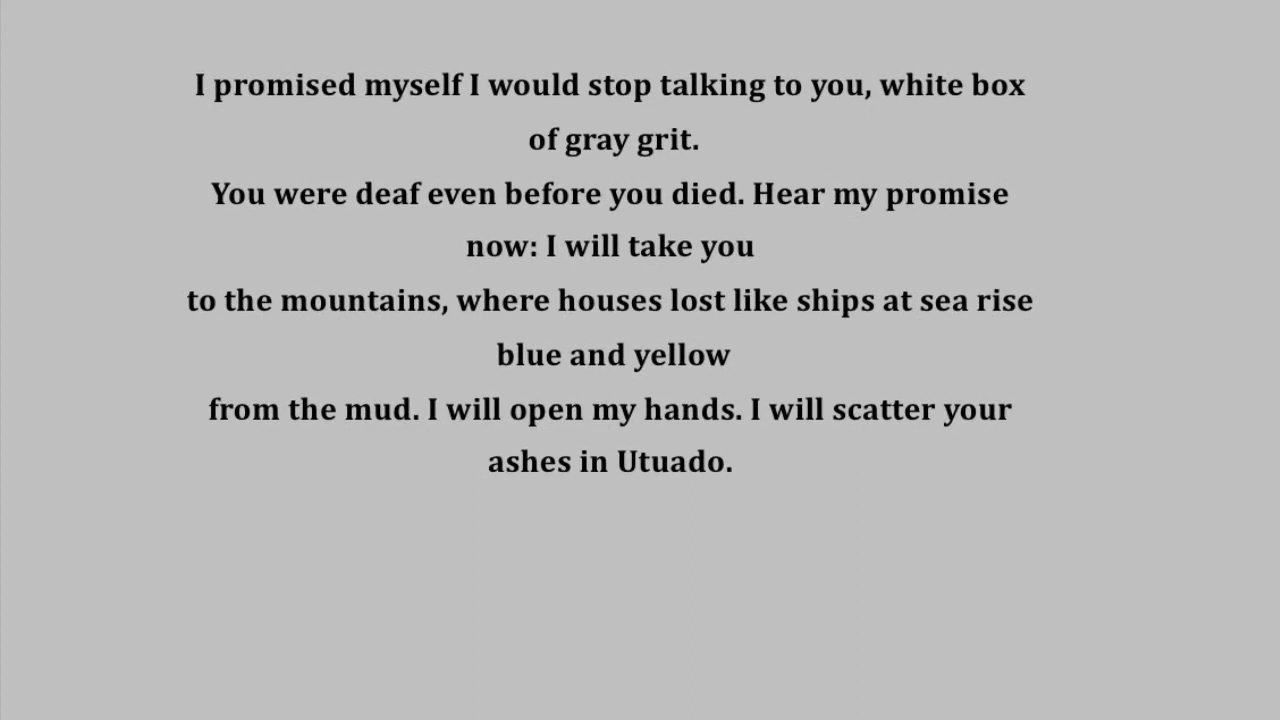 I promised myself I would stop talking to you, white box
of gray grit.
You were deaf even before you died. Hear my promise
now: I will take you
to the mountains, where houses lost like ships at sea rise
blue and yellow
from the mud. I will open my hands. I will scatter your
ashes in Utuado.